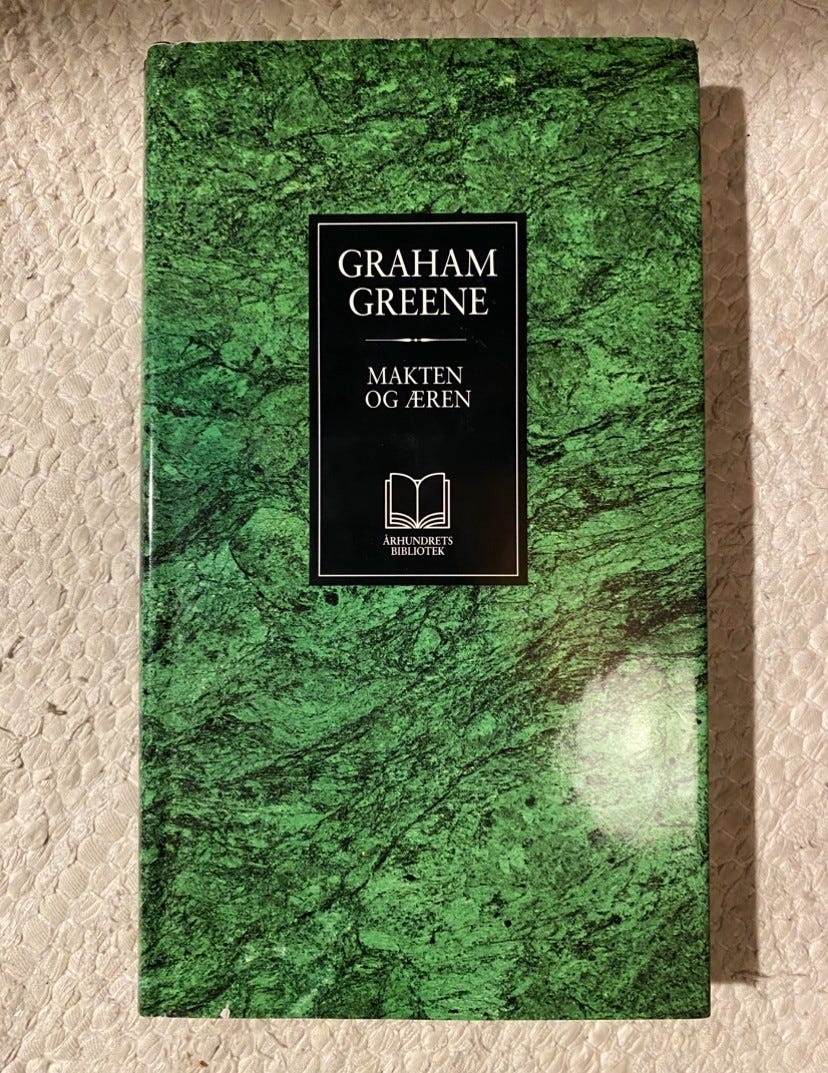 GRAHAM
GREENE
MAKTEN
OG ÆREN
ÅRHUNDRETS
BIBLIOTEK